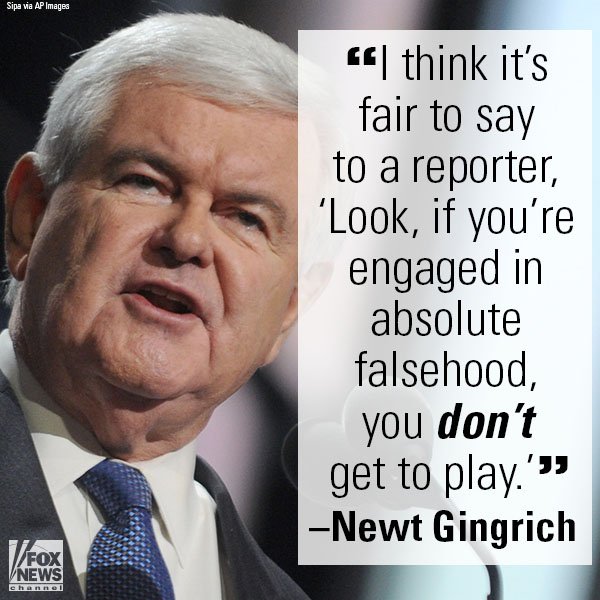 Sipa via AP Images
“I think it’s
fair to say
to a reporter,
‘Look, if you’re
engaged in
absolute
falsehood,
you don’t
get to play.’”
–Newt Gingrich
FOX
NEWS
channel